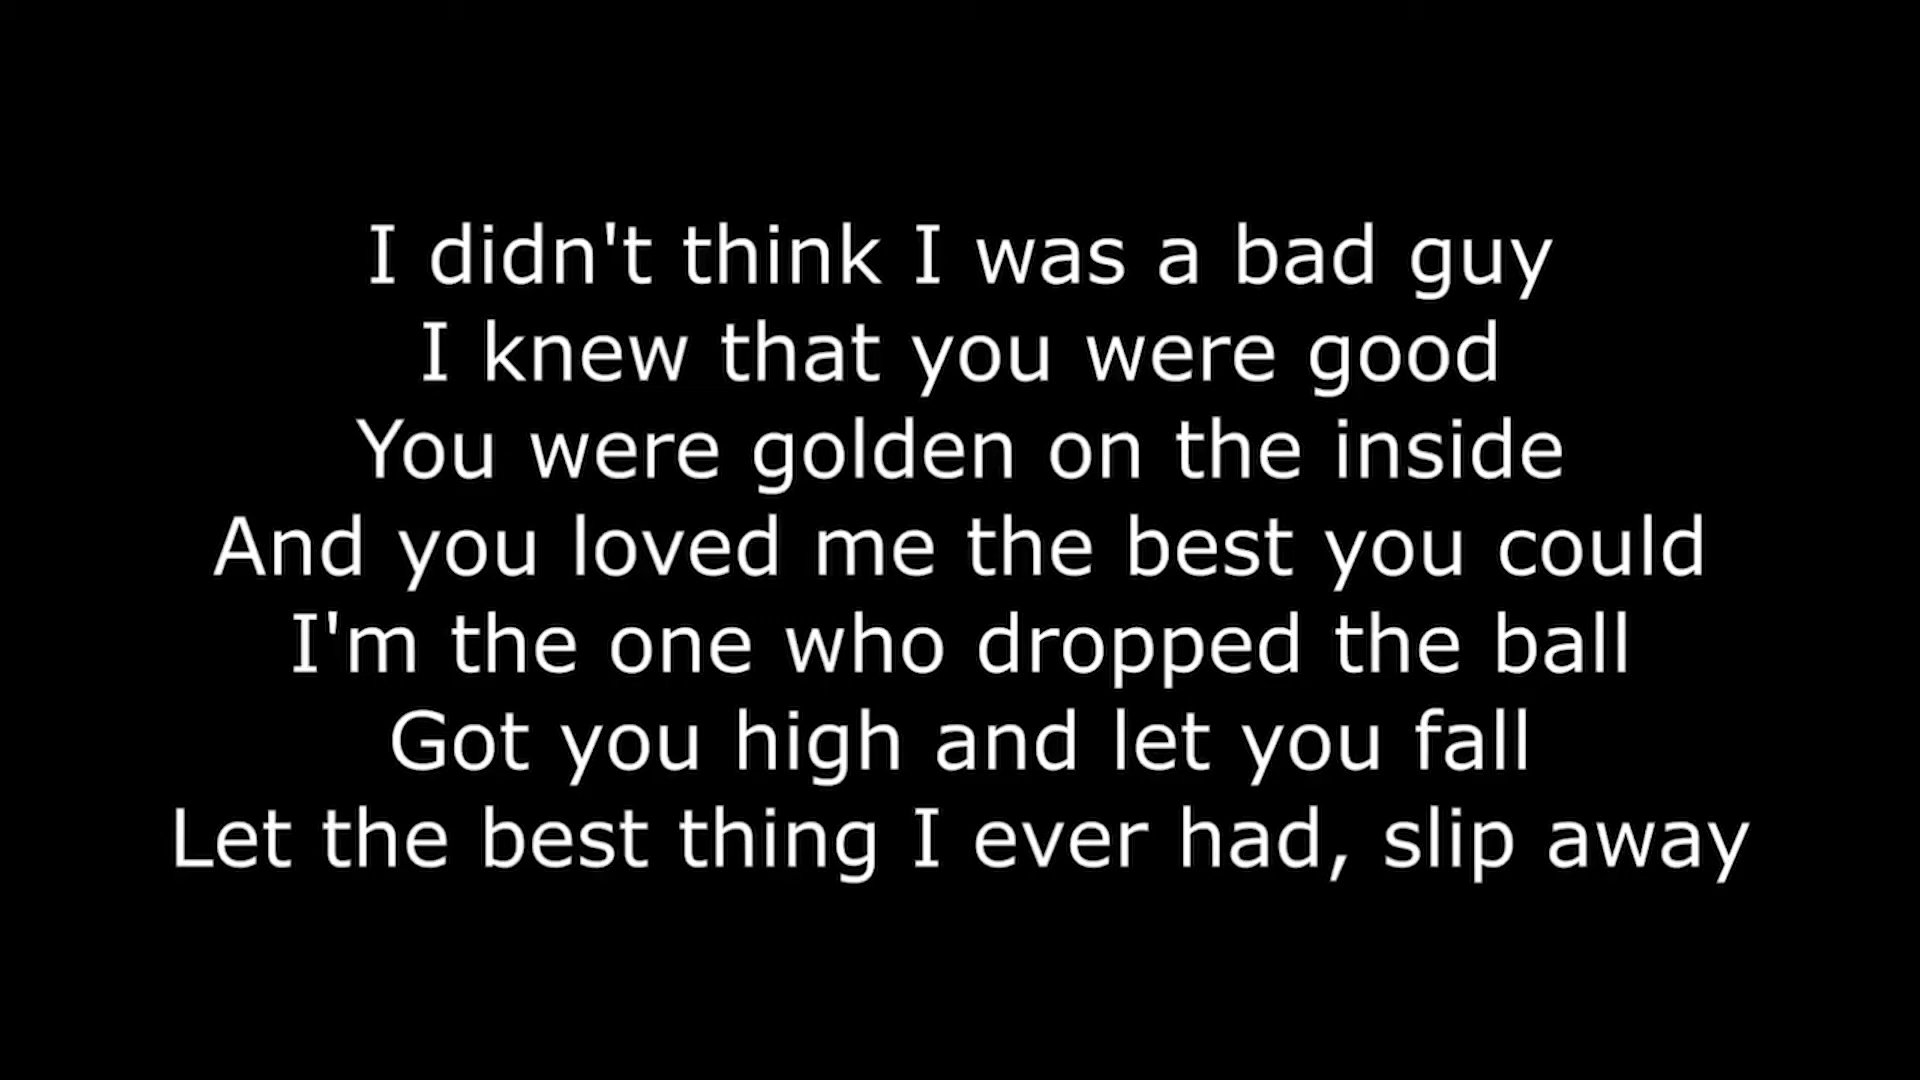 I didn't think I was a bad guy
I knew that you were good
You were golden on the inside
And you loved me the best you could
I'm the one who dropped the ball
Got you high and let you fall
Let the best thing I ever had, slip away